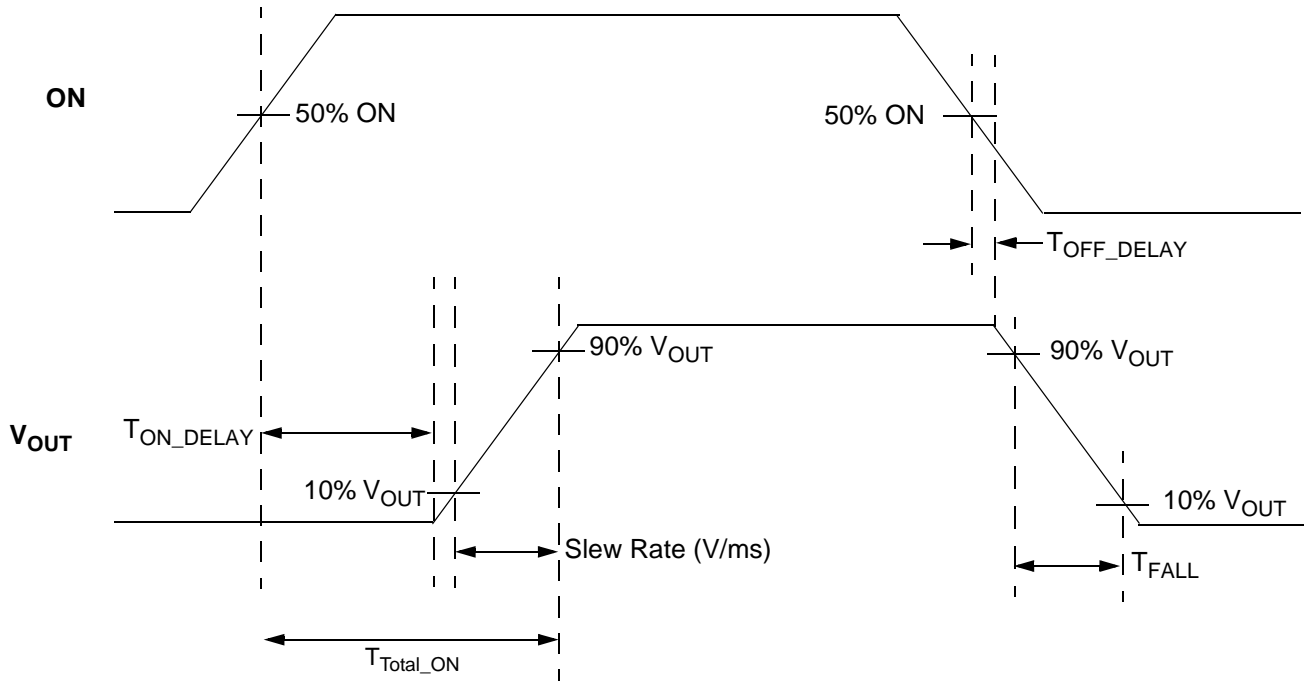 ON
50% ON
50% ON
TOFF_DELAY
90% VOUT
90% VOUT
VOUT
TON_DELAY
10% VOUT
10% VOUT
Slew Rate (V/ms)
TFALL
TTotal_ON